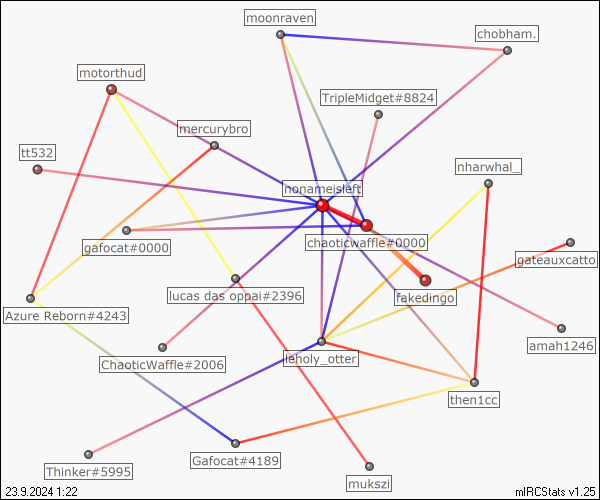 moonraven
chobham.
motorthud
TripleMidget#8824
mercurybro
tt532
nharwhal_
nonameisleft
gafocat#0000
chaoticwaffle#0000
gateauxcatto
lucas das oppai#2396
fakedingo
Azure Reborn#4243
amah1246
ChaoticWaffle#2006
leholy_otter
then1cc
Thinker#5995
Gafocat#4189
mukszi
23.9.2024 1:22
mIRCStats v1.25